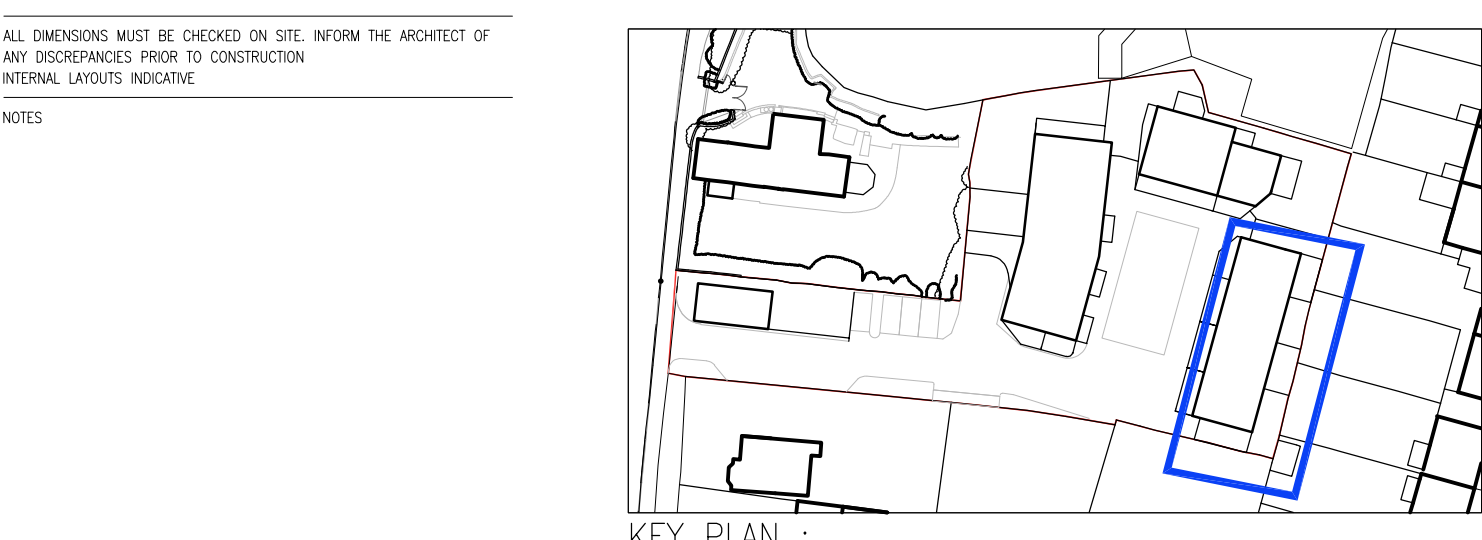 ALL DIMENSIONS MUST BE CHECKED ON SITE. INFORM THE ARCHITECT OF
ANY DISCREPANCIES PRIOR TO CONSTRUCTION
INTERNAL LAYOUTS INDICATIVE
NOTES
KEY PLAN :